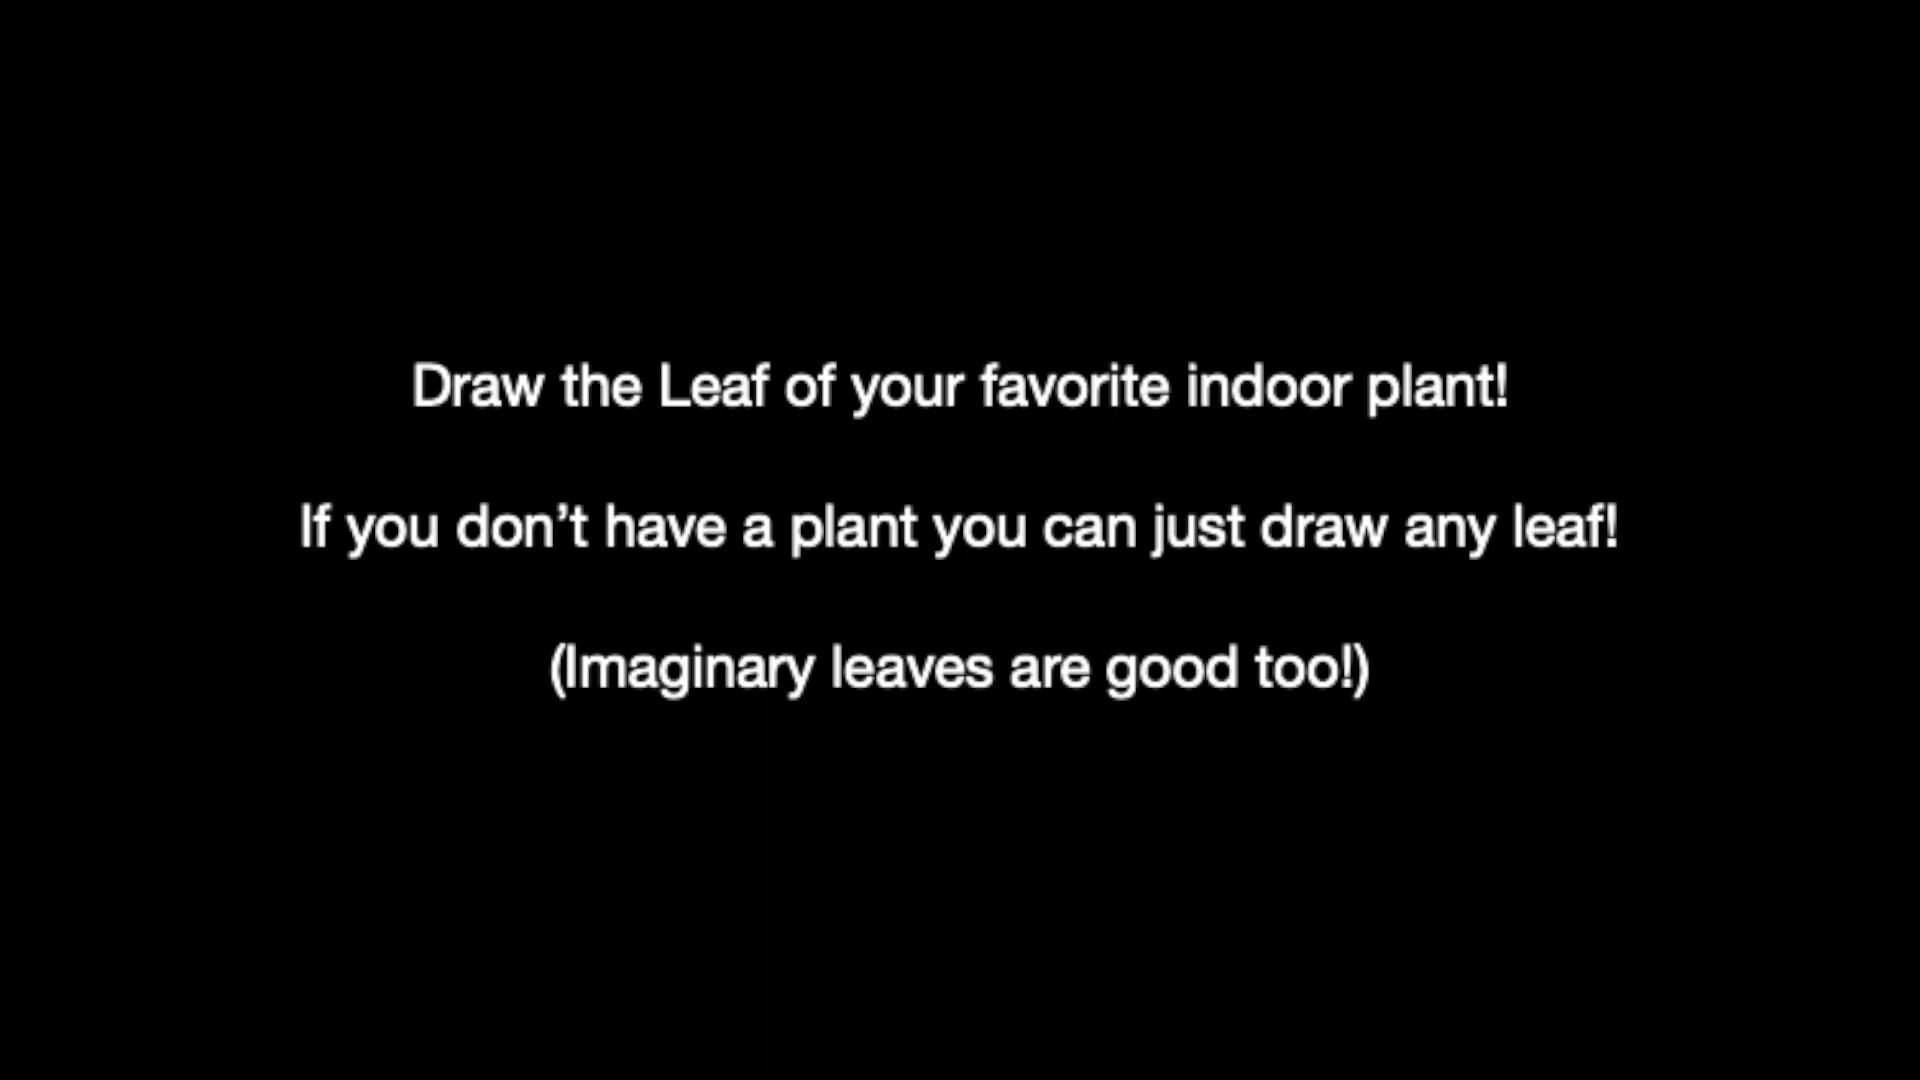 Draw the Leaf of your favorite indoor plant!
If you don’t have a plant you can just draw any leaf!
(Imaginary leaves are good too!)